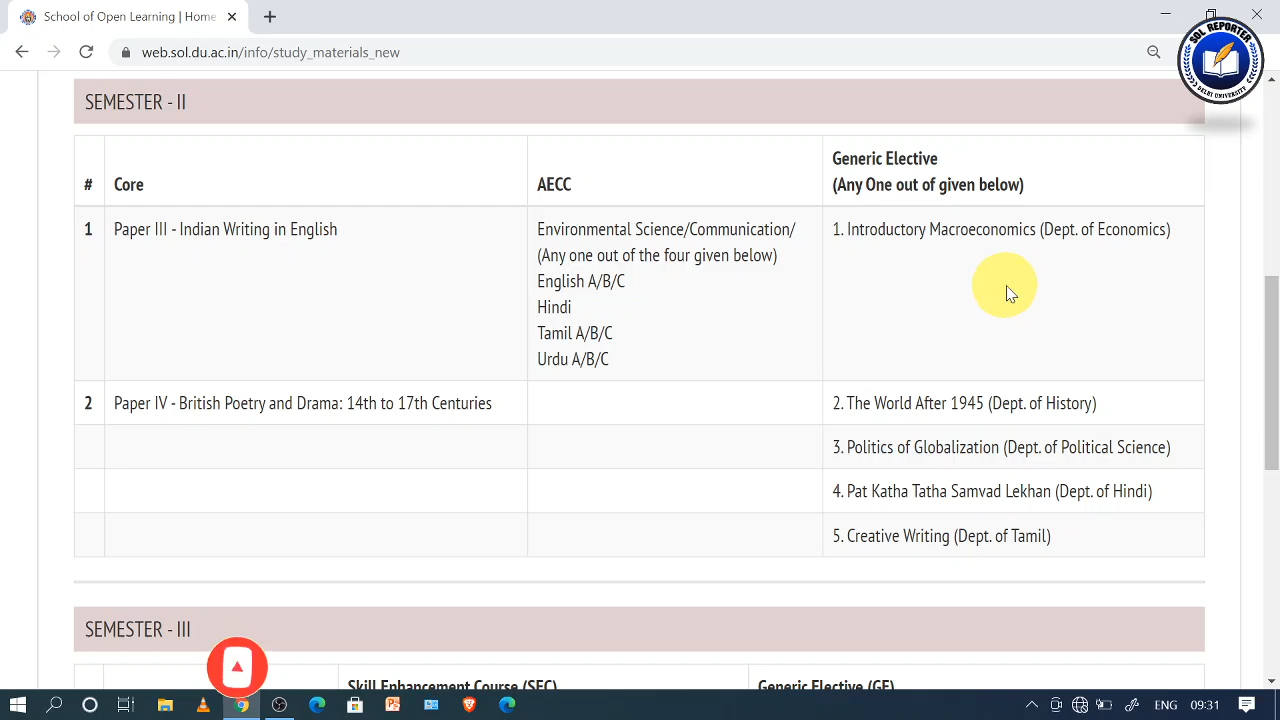 School of Open Learning | Home
web.sol.du.ac.in/info/study_materials_new
SOL REPORTER
DELHI UNIVERSITY
SEMESTER - II
# Core AECC Generic Elective
(Any One out of given below)
1 Paper III - Indian Writing in English Environmental Science/Communication/ 1. Introductory Macroeconomics (Dept. of Economics)
(Any one out of the four given below)
English A/B/C
Hindi
Tamil A/B/C
Urdu A/B/C
2 Paper IV - British Poetry and Drama: 14th to 17th Centuries 2. The World After 1945 (Dept. of History)
3. Politics of Globalization (Dept. of Political Science)
4. Pat Katha Tatha Samvad Lekhan (Dept. of Hindi)
5. Creative Writing (Dept. of Tamil)
SEMESTER - III
Skill Enhancement Course (SEC) Generic Elective (GE)
ENG 09:31